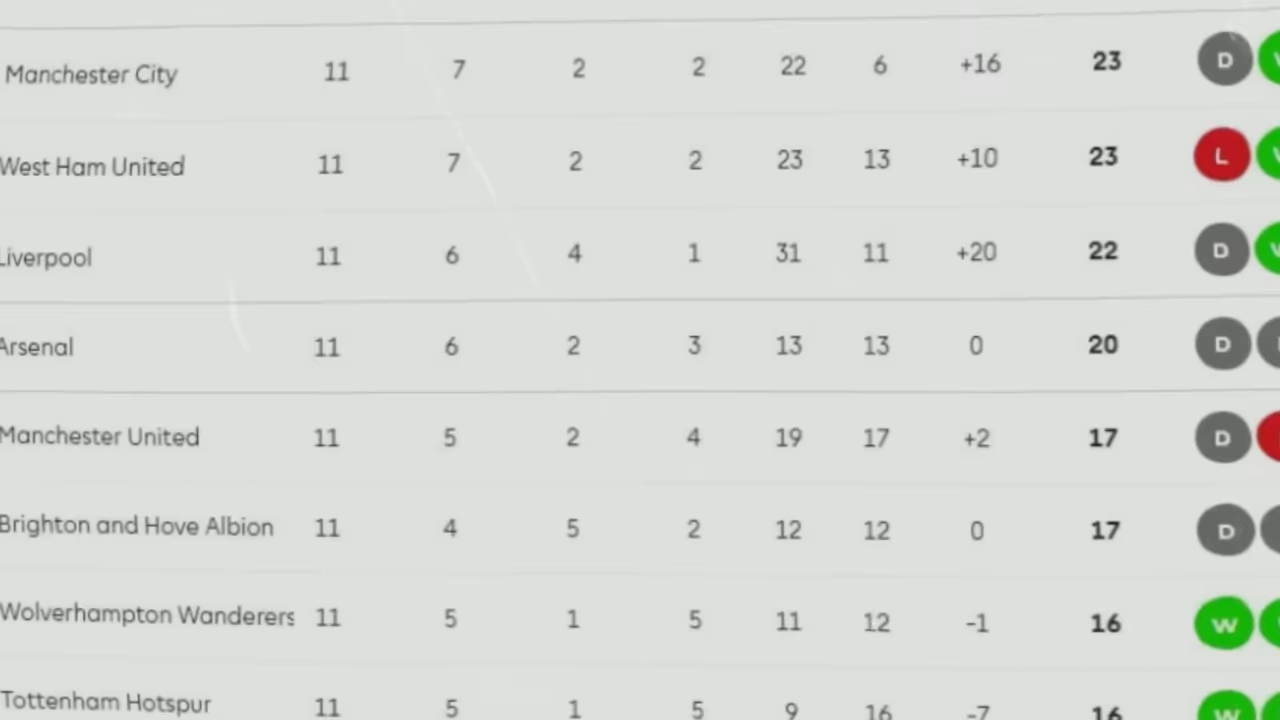 Manchester City 11 7 2 2 22 6 +16 23 D
West Ham United 11 7 2 2 23 13 +10 23 L
Liverpool 11 6 4 1 31 11 +20 22 D
Arsenal 11 6 2 3 13 13 0 20 D
Manchester United 11 5 2 4 19 17 +2 17 D
Brighton and Hove Albion 11 4 5 2 12 12 0 17 D
Wolverhampton Wanderers 11 5 1 5 11 12 -1 16 W
Tottenham Hotspur 11 5 1 5 9 16 -7 16 W